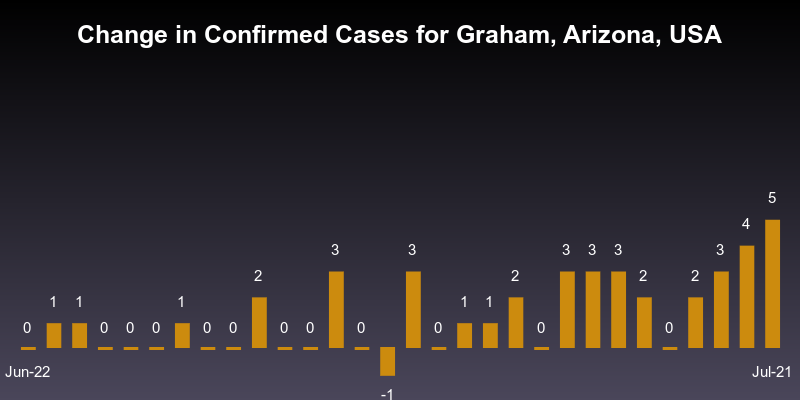 Change in Confirmed Cases for Graham, Arizona, USA
0 1 1 0 0 0 1 0 0 2 0 0 3 0 -1 3 0 1 1 2 0 3 3 3 2 0 2 3 4 5
Jun-22 Jul-21